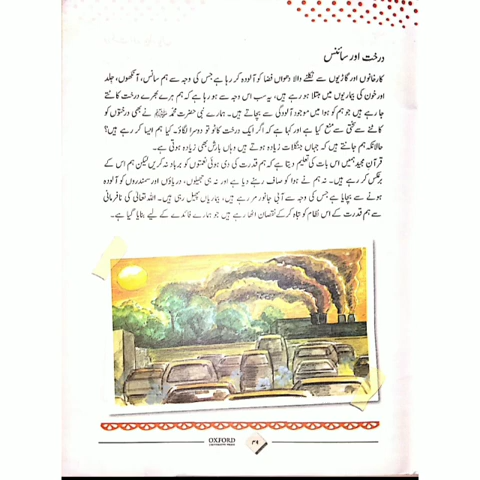 درخت اور سائنس
کارخانوں اور گاڑیوں سے نکلنے والا دھواں فضا کو آلودہ کر رہا ہے جس کی وجہ سے ہم سانس، آنکھوں، جلد
اور خون کی بیماریوں میں مبتلا ہو رہے ہیں، یہ سب اس وجہ سے ہو رہا ہے کہ ہم ہرے بھرے درخت کاٹتے
جا رہے ہیں جو ہم کو ہوا میں موجود آلودگی سے بچاتے ہیں۔ ہمارے نبی حضرت محمد ﷺ نے بھی درختوں کو
کاٹنے سے سختی سے منع کیا ہے اور کہا ہے کہ اگر ایک درخت کاٹو تو دوسرا لگاؤ۔ کیا ہم ایسا کر رہے ہیں؟
حالانکہ ہم جانتے ہیں کہ جہاں جنگلات زیادہ ہوتے ہیں وہاں بارش بھی زیادہ ہوتی ہے۔
قرآنِ مجید ہمیں اس بات کی تعلیم دیتا ہے کہ ہم قدرت کی دی ہوئی نعمتوں کو برباد نہ کریں لیکن ہم اس کے
برعکس کر رہے ہیں۔ نہ ہم نے ہوا کو صاف رہنے دیا ہے اور نہ ہی جھیلوں، دریاؤں اور سمندروں کو آلودہ
ہونے سے بچایا ہے جس کی وجہ سے آبی جانور مر رہے ہیں، بیماریاں پھیل رہی ہیں۔ اللہ تعالیٰ کی نافرمانی
سے ہم قدرت کے اس نظام کو تباہ کر کے نقصان اٹھا رہے ہیں جو ہمارے فائدے کے لیے بنایا گیا ہے۔
OXFORD
UNIVERSITY PRESS
۳۹